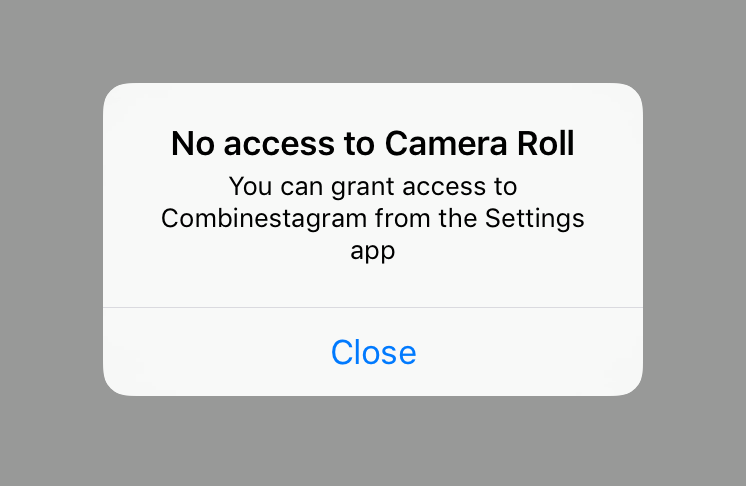 No access to Camera Roll
You can grant access to
Combinestagram from the Settings
app
Close